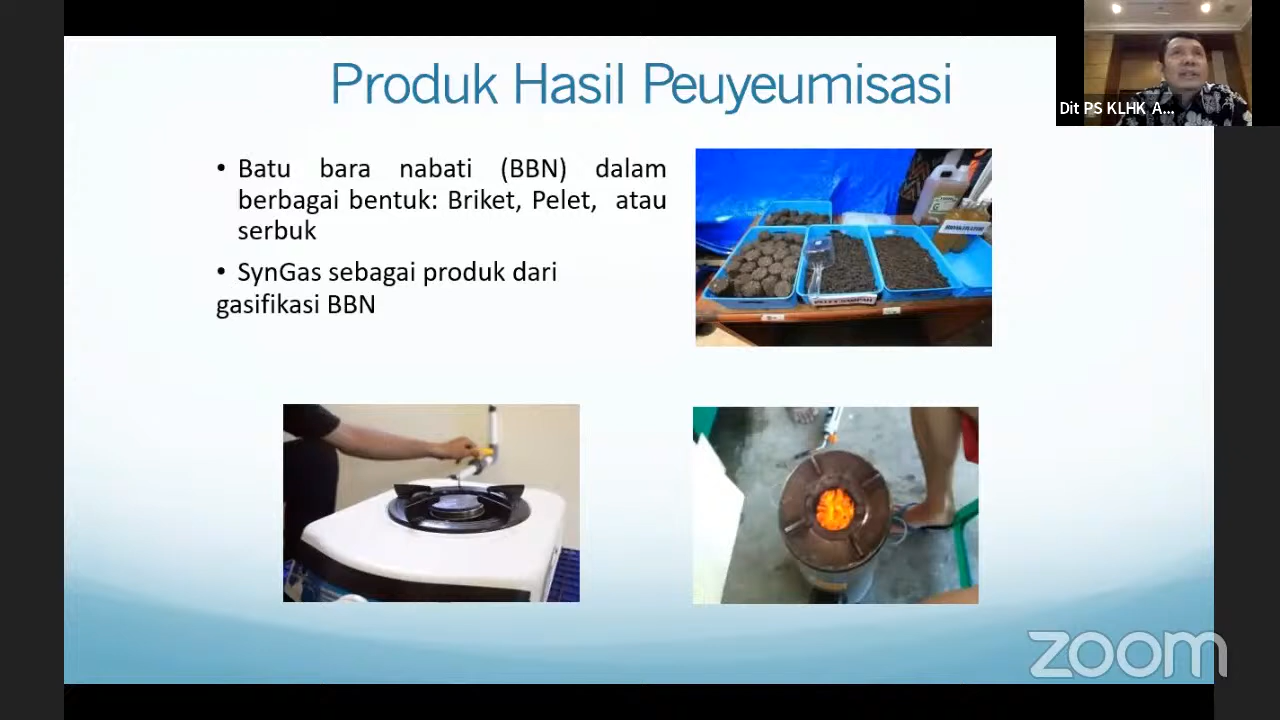 Produk Hasil Peuyeumisasi
Dit PS KLHK A...
• Batu bara nabati (BBN) dalam
berbagai bentuk: Briket, Pelet, atau
serbuk
• SynGas sebagai produk dari
gasifikasi BBN
zoom